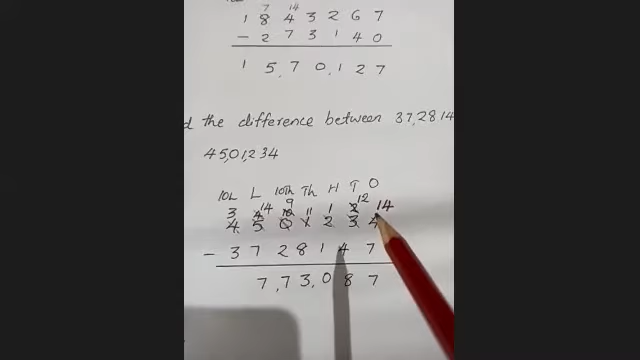 7 14
1 8 4 3 2 6 7
- 2 7 3 1 4 0
1 5,7 0,1 2 7
the difference between 37,2814
45,01,234
10L L 10Th Th H T O
9 12
3 14 10 11 1 2 14
4 5 0 1 2 3 4
- 3 7 2 8 1 4 7
7,7 3,0 8 7